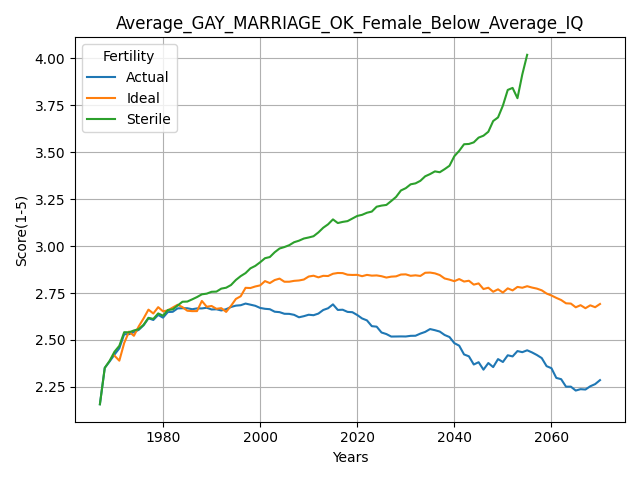 Average_GAY_MARRIAGE_OK_Female_Below_Average_IQ
Fertility
Actual
Ideal
Sterile
4.00
3.75
3.50
3.25
3.00
2.75
2.50
2.25
Score(1-5)
1980
2000
2020
2040
2060
Years